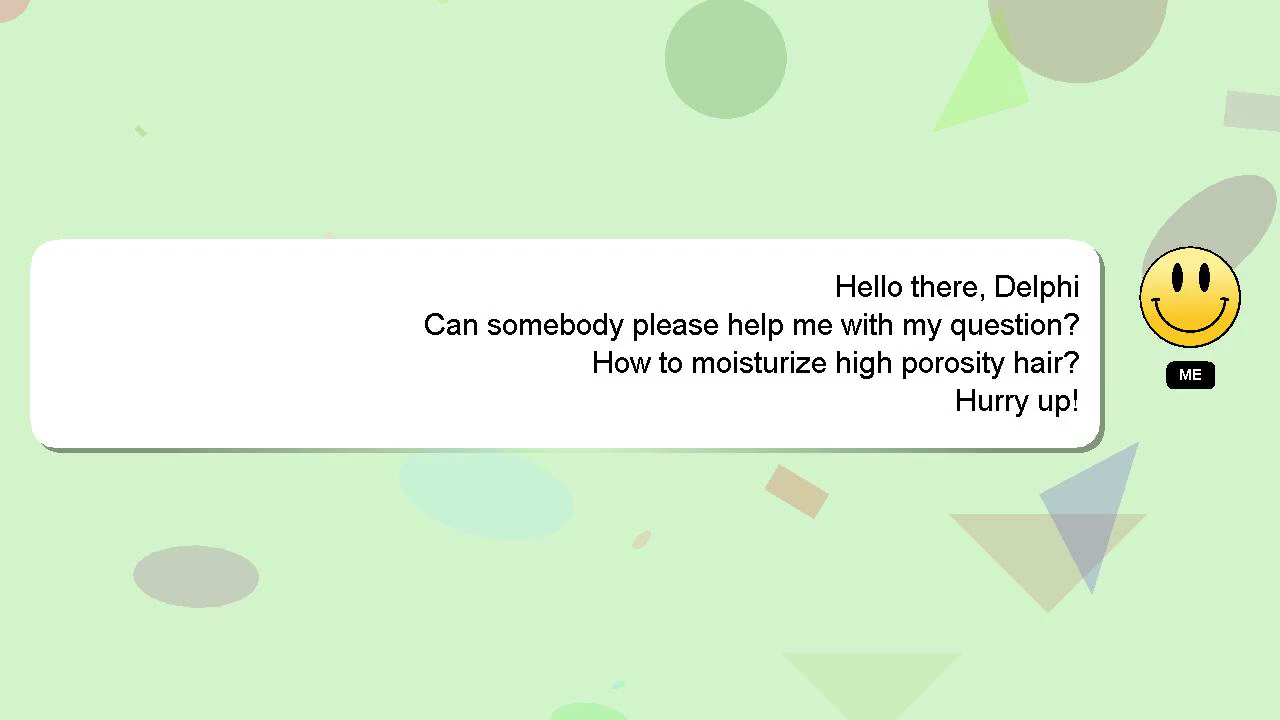 Hello there, Delphi
Can somebody please help me with my question?
How to moisturize high porosity hair?
Hurry up!
ME